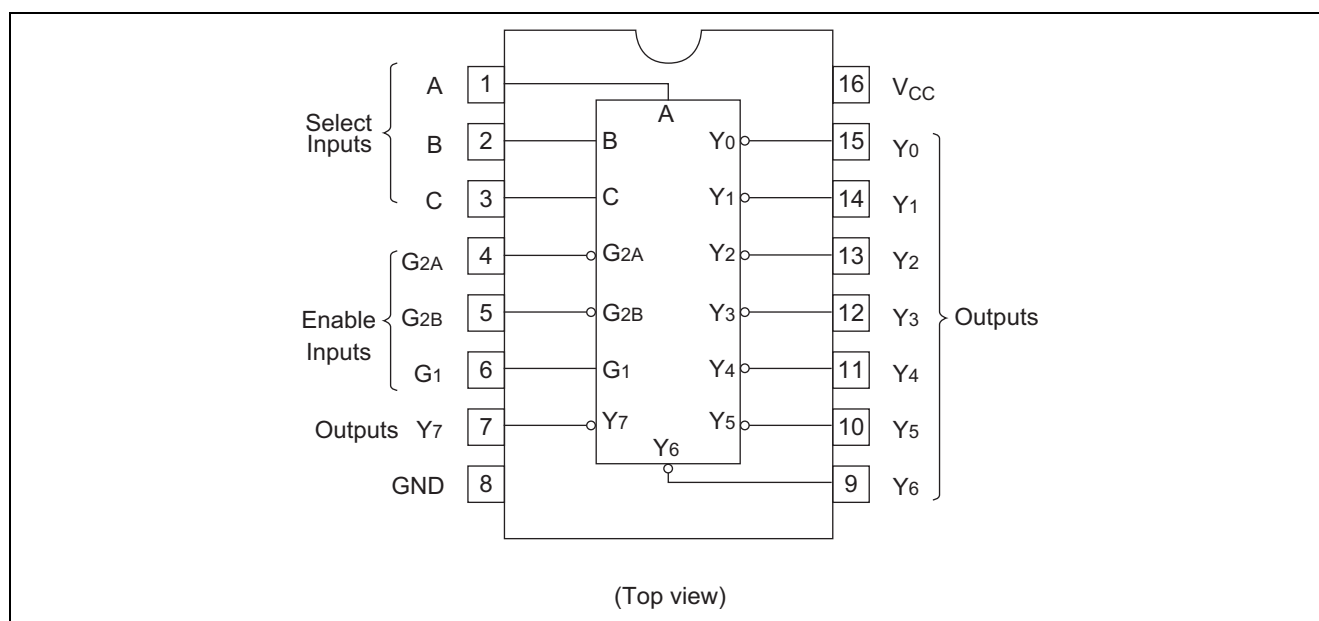 A 1 16 VCC
A
Select
Inputs
B 2 B Y0 15 Y0
C 3 C Y1 14 Y1
G2A 4 G2A Y2 13 Y2
Enable
Inputs
G2B 5 G2B Y3 12 Y3
Outputs
G1 6 G1 Y4 11 Y4
Outputs Y7 7 Y7 Y5 10 Y5
Y6
GND 8 9 Y6
(Top view)